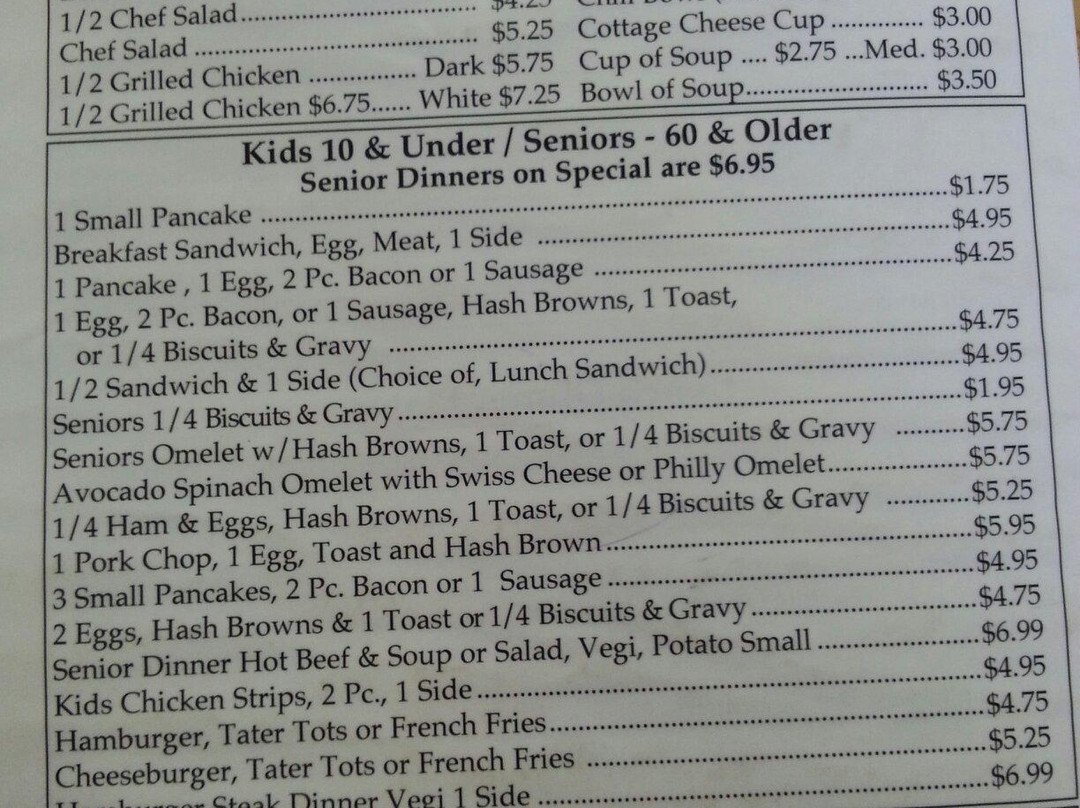 1/2 Chef Salad.............................. $4.25
Chef Salad ........................................ $5.25
1/2 Grilled Chicken ................ Dark $5.75
1/2 Grilled Chicken $6.75...... White $7.25
Cottage Cheese Cup ............. $3.00
Cup of Soup .... $2.75 ...Med. $3.00
Bowl of Soup.......................... $3.50
Kids 10 & Under / Seniors - 60 & Older
Senior Dinners on Special are $6.95
1 Small Pancake ....................$1.75
Breakfast Sandwich, Egg, Meat, 1 Side ....................$4.95
1 Pancake , 1 Egg, 2 Pc. Bacon or 1 Sausage ....................$4.25
1 Egg, 2 Pc. Bacon, or 1 Sausage, Hash Browns, 1 Toast,
or 1/4 Biscuits & Gravy ....................$4.75
1/2 Sandwich & 1 Side (Choice of, Lunch Sandwich)....................$4.95
Seniors 1/4 Biscuits & Gravy....................$1.95
Seniors Omelet w/Hash Browns, 1 Toast, or 1/4 Biscuits & Gravy ..........$5.75
Avocado Spinach Omelet with Swiss Cheese or Philly Omelet....................$5.75
1/4 Ham & Eggs, Hash Browns, 1 Toast, or 1/4 Biscuits & Gravy ............$5.25
1 Pork Chop, 1 Egg, Toast and Hash Brown....................$5.95
3 Small Pancakes, 2 Pc. Bacon or 1 Sausage....................$4.95
2 Eggs, Hash Browns & 1 Toast or 1/4 Biscuits & Gravy....................$4.75
Senior Dinner Hot Beef & Soup or Salad, Vegi, Potato Small ....................$6.99
Kids Chicken Strips, 2 Pc., 1 Side....................$4.95
Hamburger, Tater Tots or French Fries....................$4.75
Cheeseburger, Tater Tots or French Fries ....................$5.25
Hamburger Steak Dinner Vegi 1 Side ....................$6.99